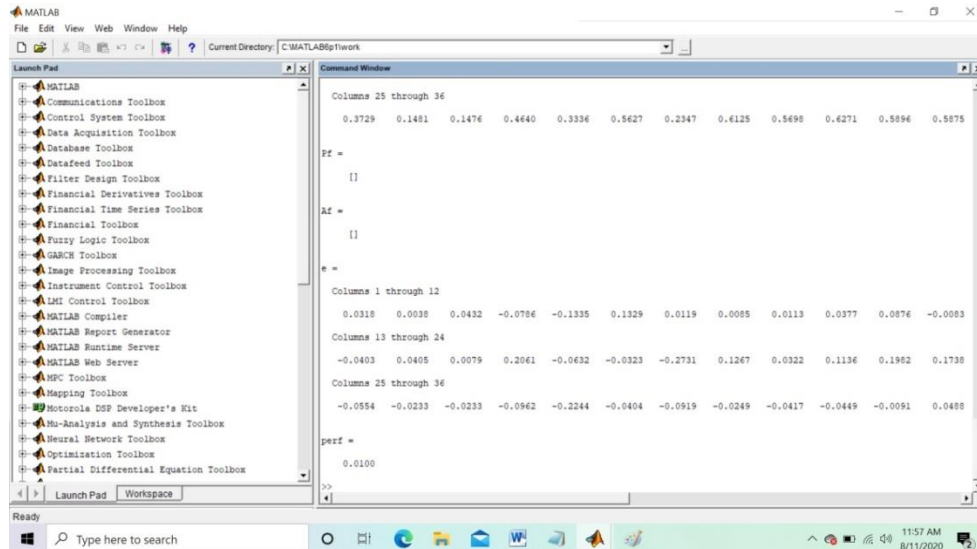 MATLAB
File Edit View Web Window Help
Current Directory: C:\MATLAB6p1\work
Launch Pad
MATLAB
Communications Toolbox
Control System Toolbox
Data Acquisition Toolbox
Database Toolbox
Datafeed Toolbox
Filter Design Toolbox
Financial Derivatives Toolbox
Financial Time Series Toolbox
Financial Toolbox
Fuzzy Logic Toolbox
GARCH Toolbox
Image Processing Toolbox
Instrument Control Toolbox
LMI Control Toolbox
MATLAB Compiler
MATLAB Report Generator
MATLAB Runtime Server
MATLAB Web Server
MPC Toolbox
Mapping Toolbox
Motorola DSP Developer's Kit
Mu-Analysis and Synthesis Toolbox
Neural Network Toolbox
Optimization Toolbox
Partial Differential Equation Toolbox
Launch Pad Workspace
Command Window
Columns 25 through 36
0.3729 0.1481 0.1476 0.4640 0.3336 0.5627 0.2347 0.6125 0.5698 0.6271 0.5896 0.5875
Pf =
[]
Af =
[]
e =
Columns 1 through 12
0.0318 0.0038 0.0432 -0.0786 -0.1335 0.1329 0.0119 0.0085 0.0113 0.0377 0.0876 -0.0083
Columns 13 through 24
-0.0403 0.0405 0.0079 0.2061 -0.0632 -0.0323 -0.2731 0.1267 0.0322 0.1136 0.1982 0.1738
Columns 25 through 36
-0.0554 -0.0233 -0.0233 -0.0962 -0.2244 -0.0404 -0.0919 -0.0249 -0.0417 -0.0449 -0.0091 0.0488
perf =
0.0100
>>
Ready
Type here to search
11:57 AM
8/11/2020